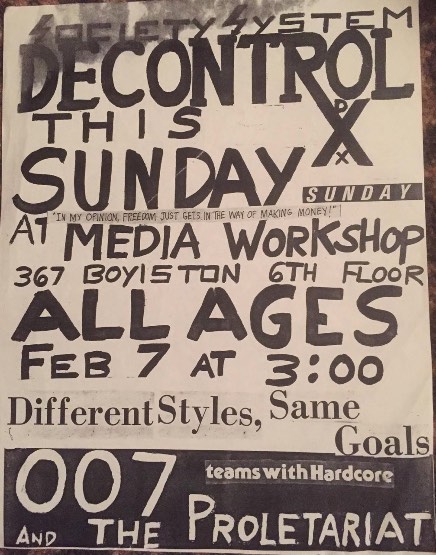 SOCIETY SYSTEM
DECONTROL
THIS
SUNDAY
SUNDAY
"IN MY OPINION, FREEDOM JUST GETS IN THE WAY OF MAKING MONEY!"
AT MEDIA WORKSHOP
367 BOYLSTON 6TH FLOOR
ALL AGES
FEB 7 AT 3:00
Different Styles, Same
Goals
007
teams with Hardcore
AND THE PROLETARIAT